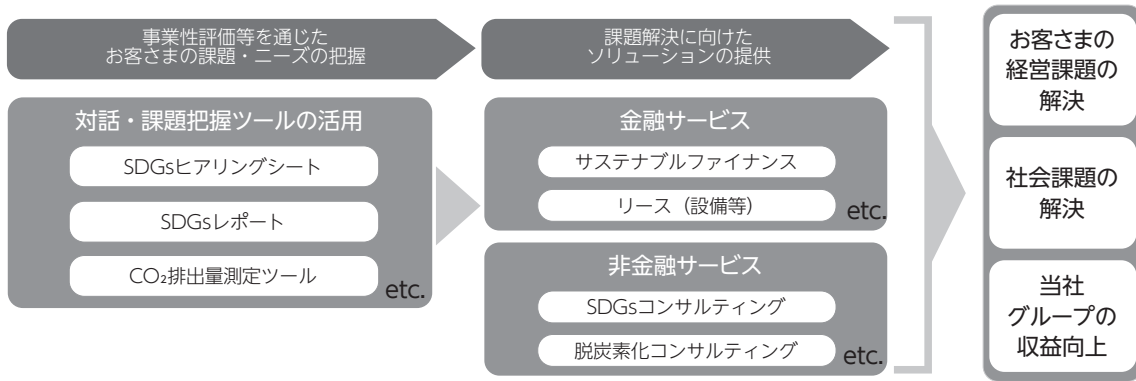 事業性評価等を通じた
お客さまの課題・ニーズの把握
課題解決に向けた
ソリューションの提供
対話・課題把握ツールの活用
SDGsヒアリングシート
SDGsレポート
CO₂排出量測定ツール
etc.
金融サービス
サステナブルファイナンス
リース（設備等）
etc.
非金融サービス
SDGsコンサルティング
脱炭素化コンサルティング
etc.
お客さまの
経営課題の
解決
社会課題の
解決
当社
グループの
収益向上